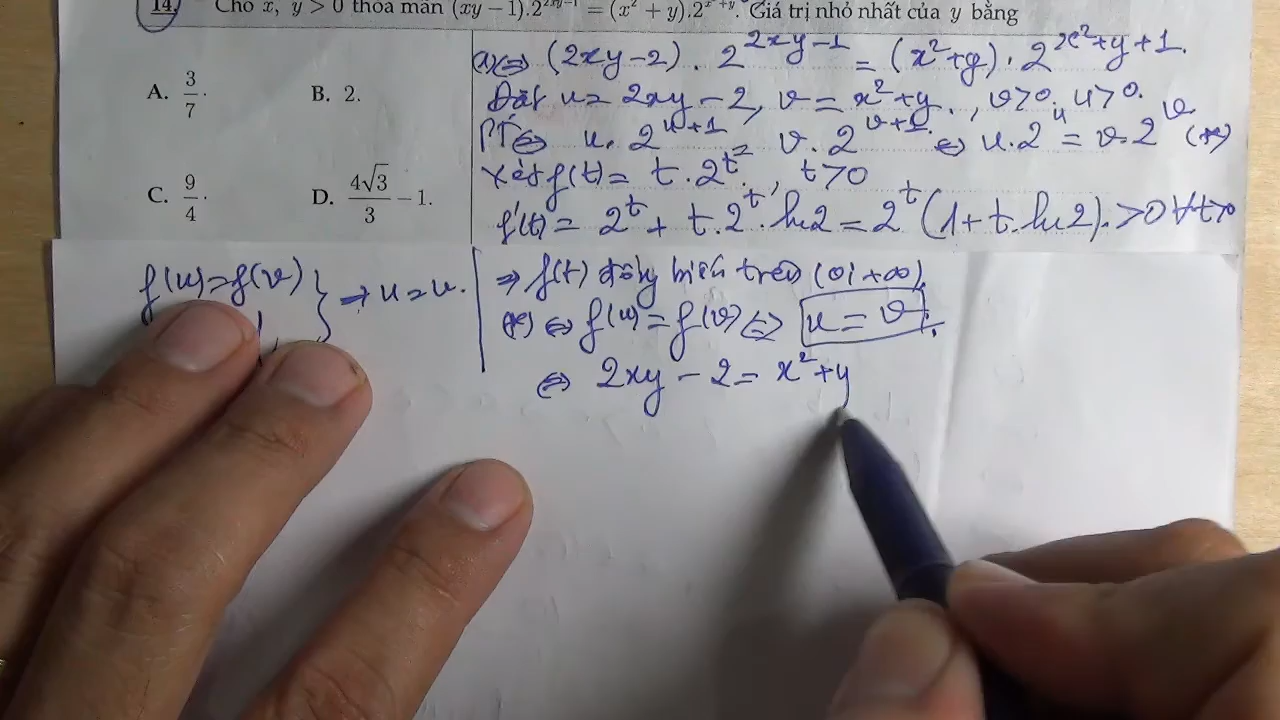 14. Cho x, y > 0 thỏa mãn (xy − 1).2^{2xy−1} = (x² + y).2^{x²+y}. Giá trị nhỏ nhất của y bằng
A. 3/7.
B. 2.
C. 9/4.
D. 4√3/3 − 1.
⇔ (2xy − 2). 2^{2xy−1} = (x²+y). 2^{x²+y+1}.
Đặt u = 2xy − 2, v = x²+y., v>0, u>0.
PT ⇔ u. 2^{u+1} = v. 2^{v+1} ⇔ u.2^u = v.2^v (*)
Xét f(t) = t.2^t, t>0
f'(t) = 2^t + t.2^t.ln2 = 2^t(1+t.ln2). >0 ∀t>0
⇒ f(t) đồng biến trên (0;+∞).
(*) ⇔ f(u) = f(v) ⇔ u = v.
⇔ 2xy − 2 = x²+y
f(u)=f(v) } ⇒ u = v.